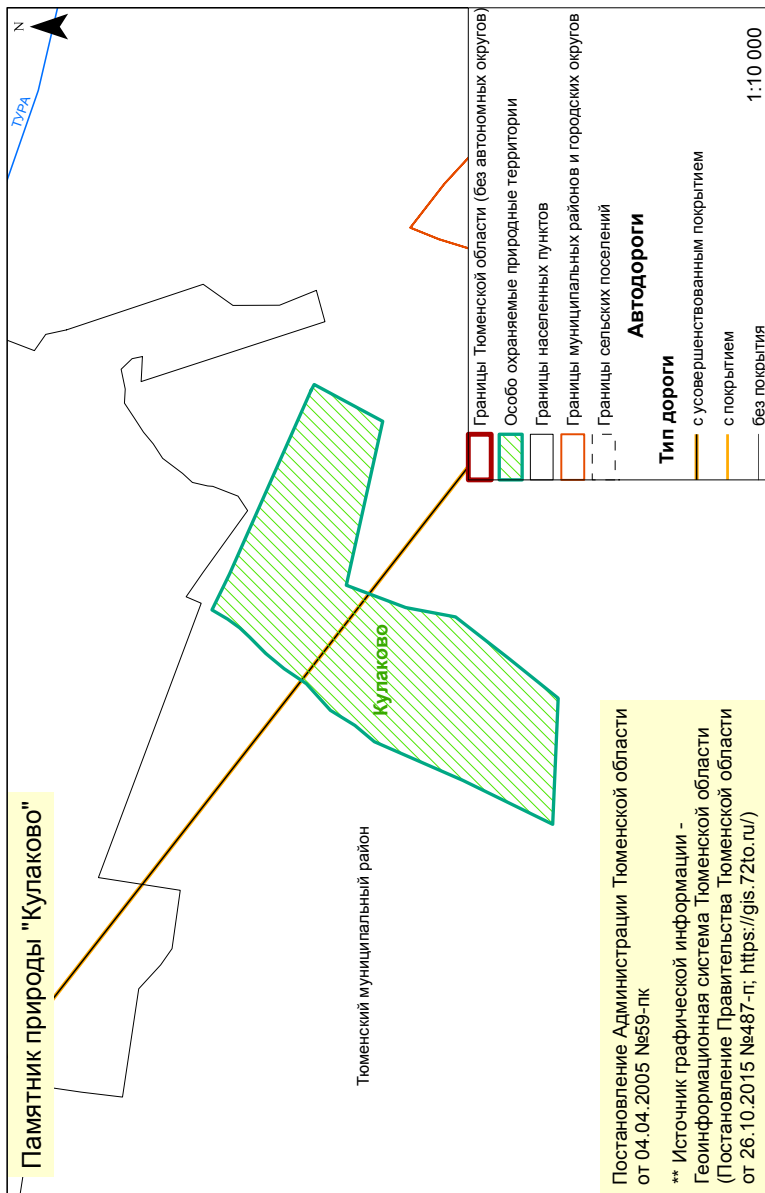 Памятник природы "Кулаково"
ТУРА
N
Кулаково
Тюменский муниципальный район
Постановление Администрации Тюменской области
от 04.04.2005 №59-пк
** Источник графической информации -
Геоинформационная система Тюменской области
(Постановление Правительства Тюменской области
от 26.10.2015 №487-п; https://gis.72to.ru/)
Границы Тюменской области (без автономных округов)
Особо охраняемые природные территории
Границы населенных пунктов
Границы муниципальных районов и городских округов
Границы сельских поселений
Автодороги
Тип дороги
с усовершенствованным покрытием
с покрытием
без покрытия
1:10 000